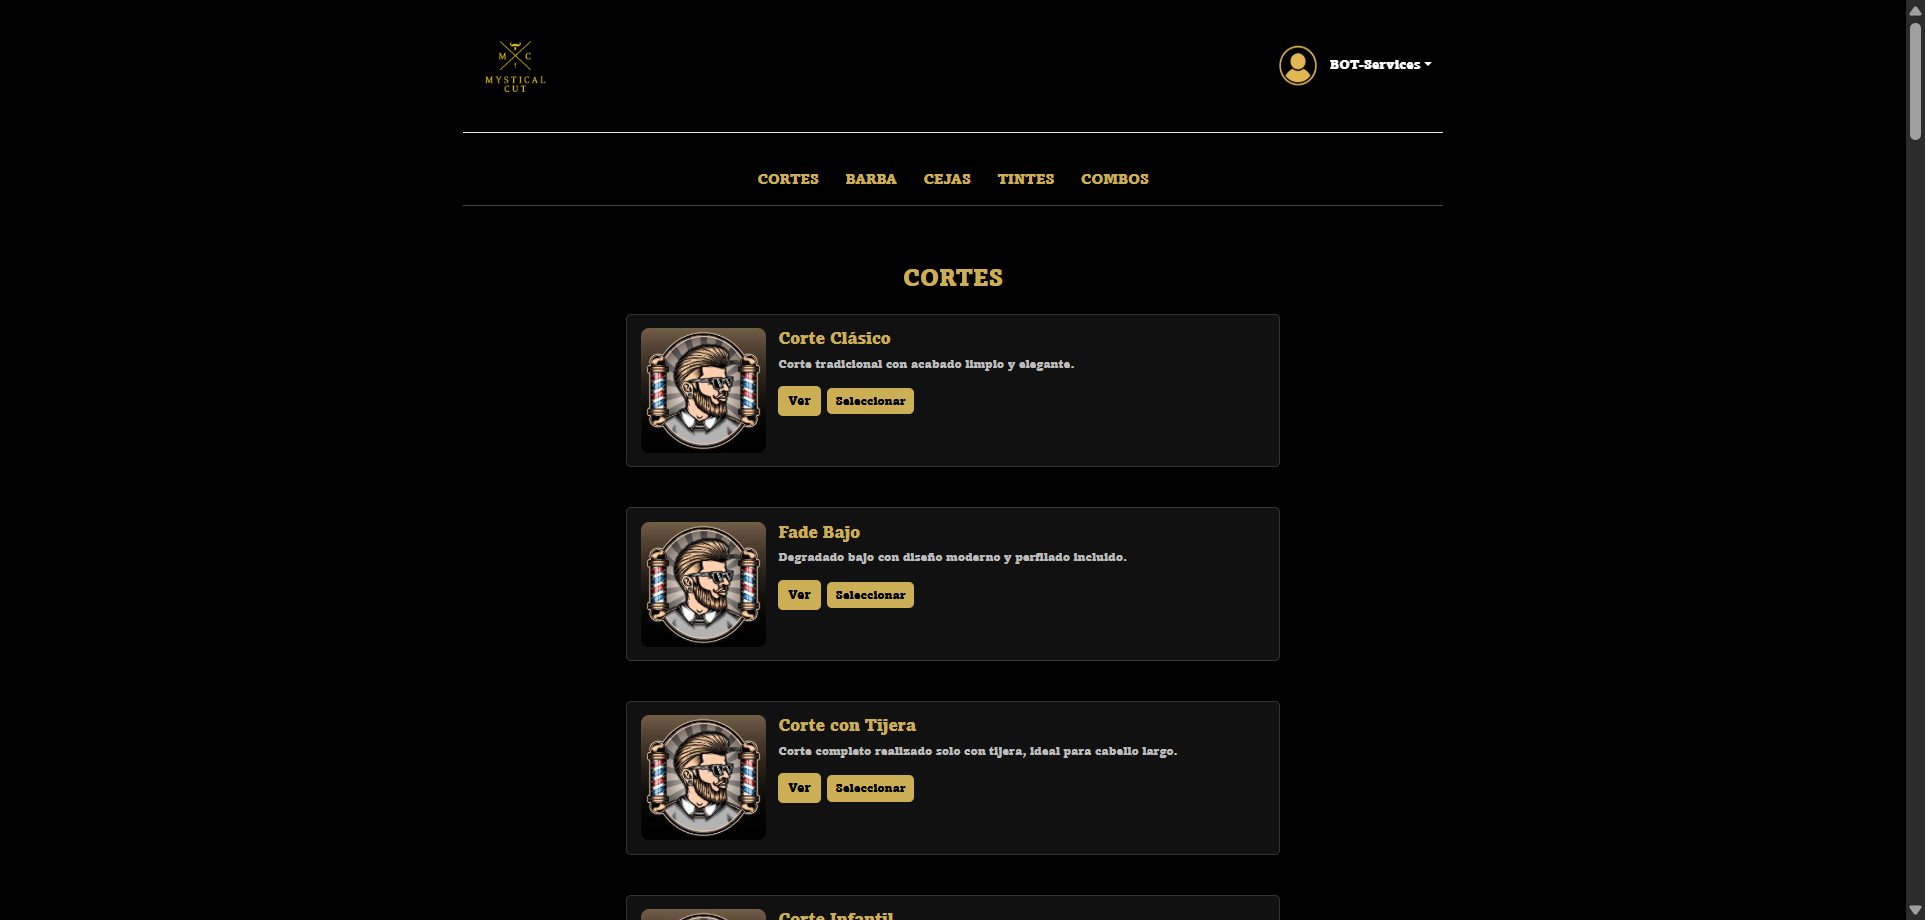 M C
MYSTICAL
CUT
BOT-Services
CORTES BARBA CEJAS TINTES COMBOS
CORTES
Corte Clásico
Corte tradicional con acabado limpio y elegante.
Ver Seleccionar
Fade Bajo
Degradado bajo con diseño moderno y perfilado incluido.
Ver Seleccionar
Corte con Tijera
Corte completo realizado solo con tijera, ideal para cabello largo.
Ver Seleccionar
Corte Infantil